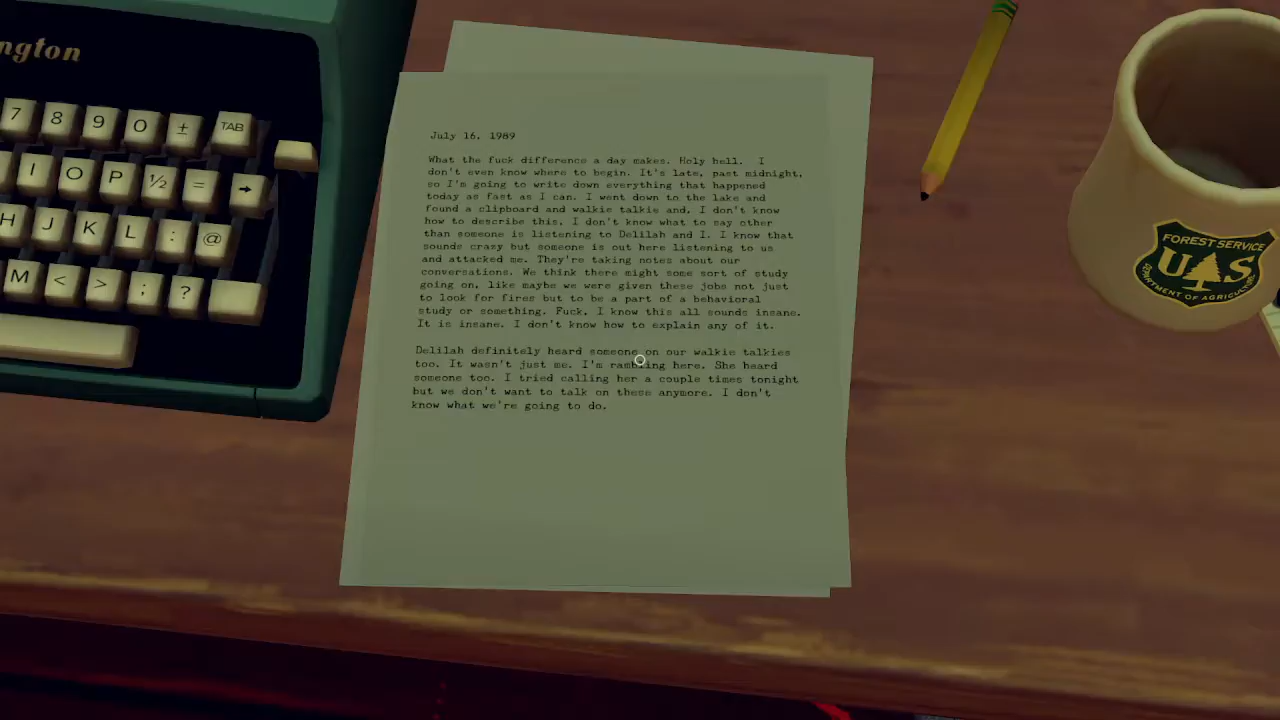 ngton
7 8 9 0 ± TAB
I O P ½ = →
H J K L : @
M < > ; ?
July 16, 1989
What the fuck difference a day makes. Holy hell. I
don't even know where to begin. It's late, past midnight,
so I'm going to write down everything that happened
today as fast as I can. I went down to the lake and
found a clipboard and walkie talkie and, I don't know
how to describe this, I don't know what to say other
than someone is listening to Delilah and I. I know that
sounds crazy but someone is out here listening to us
and attacked me. They're taking notes about our
conversations. We think there might some sort of study
going on, like maybe we were given these jobs not just
to look for fires but to be a part of a behavioral
study or something. Fuck, I know this all sounds insane.
It is insane. I don't know how to explain any of it.
Delilah definitely heard someone on our walkie talkies
too. It wasn't just me. I'm rambling here. She heard
someone too. I tried calling her a couple times tonight
but we don't want to talk on these anymore. I don't
know what we're going to do.
FOREST SERVICE
UAS
DEPARTMENT OF AGRICULTURE